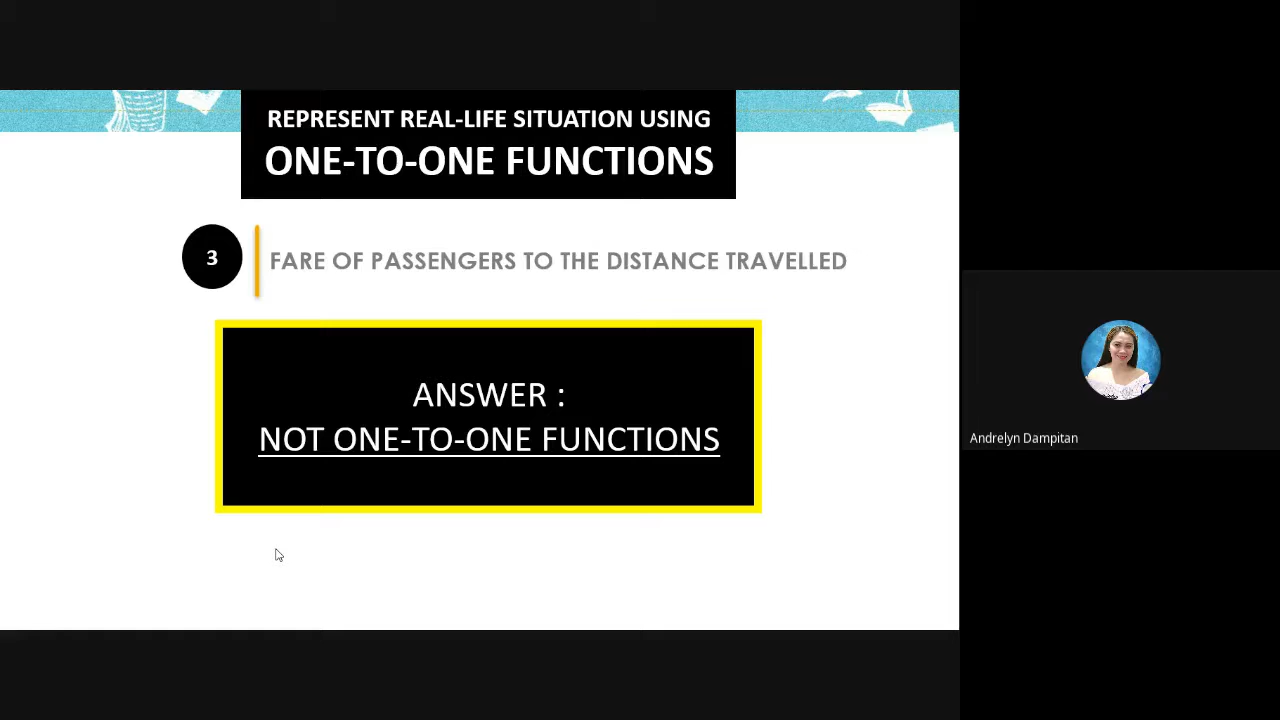 REPRESENT REAL-LIFE SITUATION USING
ONE-TO-ONE FUNCTIONS
3
FARE OF PASSENGERS TO THE DISTANCE TRAVELLED
ANSWER :
NOT ONE-TO-ONE FUNCTIONS
Andrelyn Dampitan